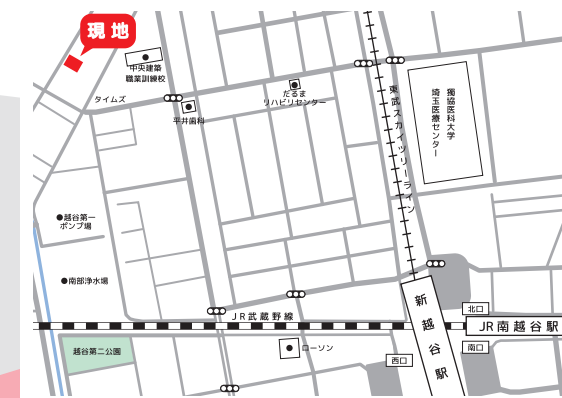 現地
中央建築
職業訓練校
タイムズ
平井歯科
だるま
リハビリセンター
東武スカイツリーライン
獨協医科大学
埼玉医療センター
●越谷第一
ポンプ場
●南部浄水場
JR武蔵野線
新越谷駅
北口
JR南越谷駅
南口
西口
ローソン
越谷第二公園